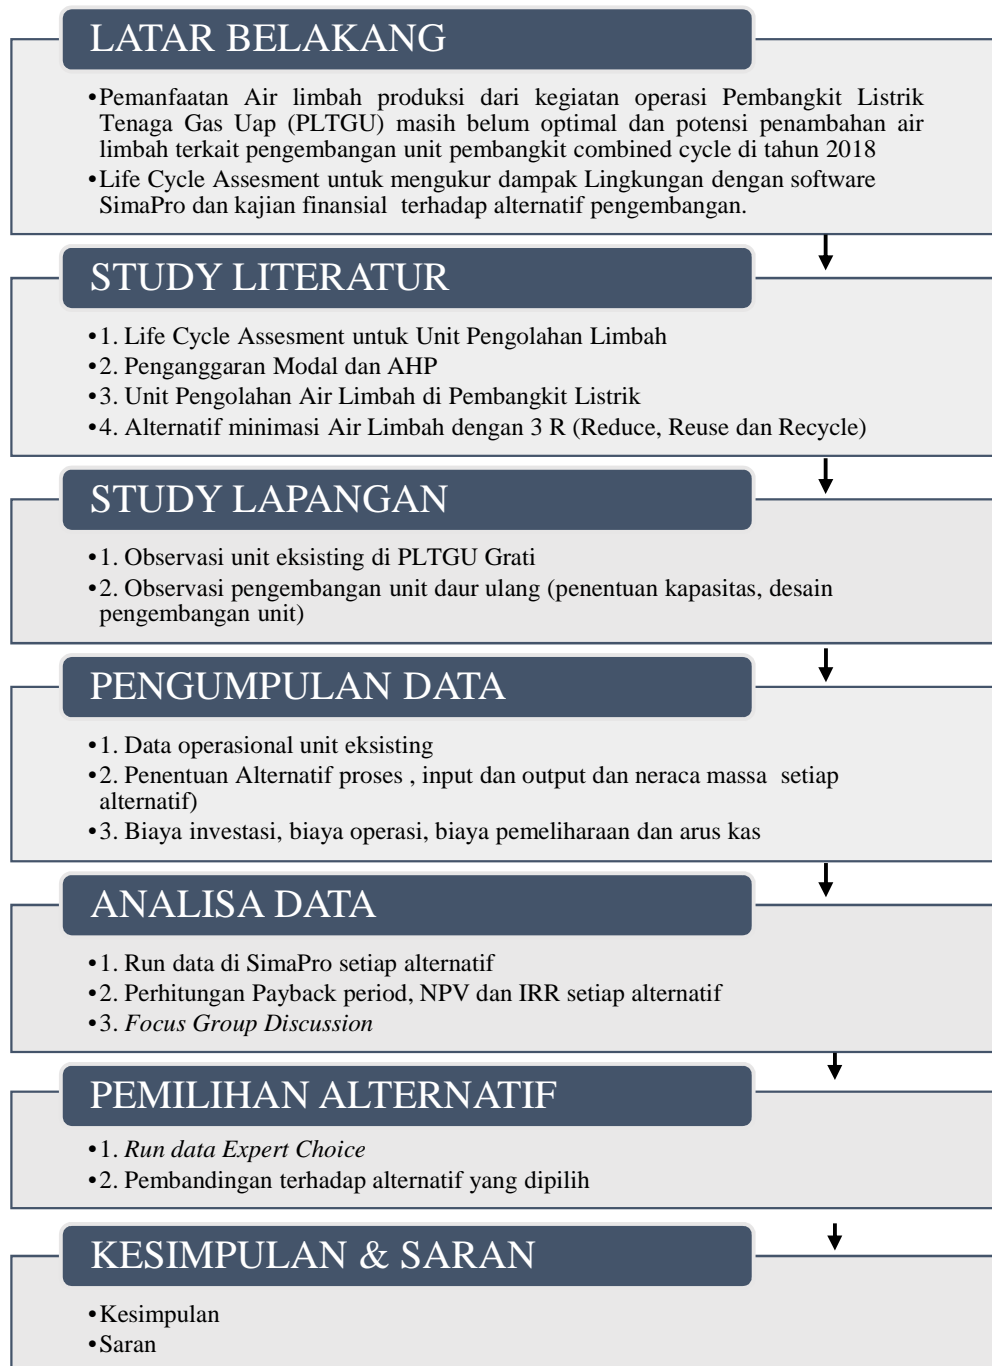 LATAR BELAKANG
•Pemanfaatan Air limbah produksi dari kegiatan operasi Pembangkit Listrik
Tenaga Gas Uap (PLTGU) masih belum optimal dan potensi penambahan air
limbah terkait pengembangan unit pembangkit combined cycle di tahun 2018
•Life Cycle Assesment untuk mengukur dampak Lingkungan dengan software
SimaPro dan kajian finansial terhadap alternatif pengembangan.
STUDY LITERATUR
•1. Life Cycle Assesment untuk Unit Pengolahan Limbah
•2. Penganggaran Modal dan AHP
•3. Unit Pengolahan Air Limbah di Pembangkit Listrik
•4. Alternatif minimasi Air Limbah dengan 3 R (Reduce, Reuse dan Recycle)
STUDY LAPANGAN
•1. Observasi unit eksisting di PLTGU Grati
•2. Observasi pengembangan unit daur ulang (penentuan kapasitas, desain
pengembangan unit)
PENGUMPULAN DATA
•1. Data operasional unit eksisting
•2. Penentuan Alternatif proses , input dan output dan neraca massa setiap
alternatif)
•3. Biaya investasi, biaya operasi, biaya pemeliharaan dan arus kas
ANALISA DATA
•1. Run data di SimaPro setiap alternatif
•2. Perhitungan Payback period, NPV dan IRR setiap alternatif
•3. Focus Group Discussion
PEMILIHAN ALTERNATIF
•1. Run data Expert Choice
•2. Pembandingan terhadap alternatif yang dipilih
KESIMPULAN & SARAN
•Kesimpulan
•Saran